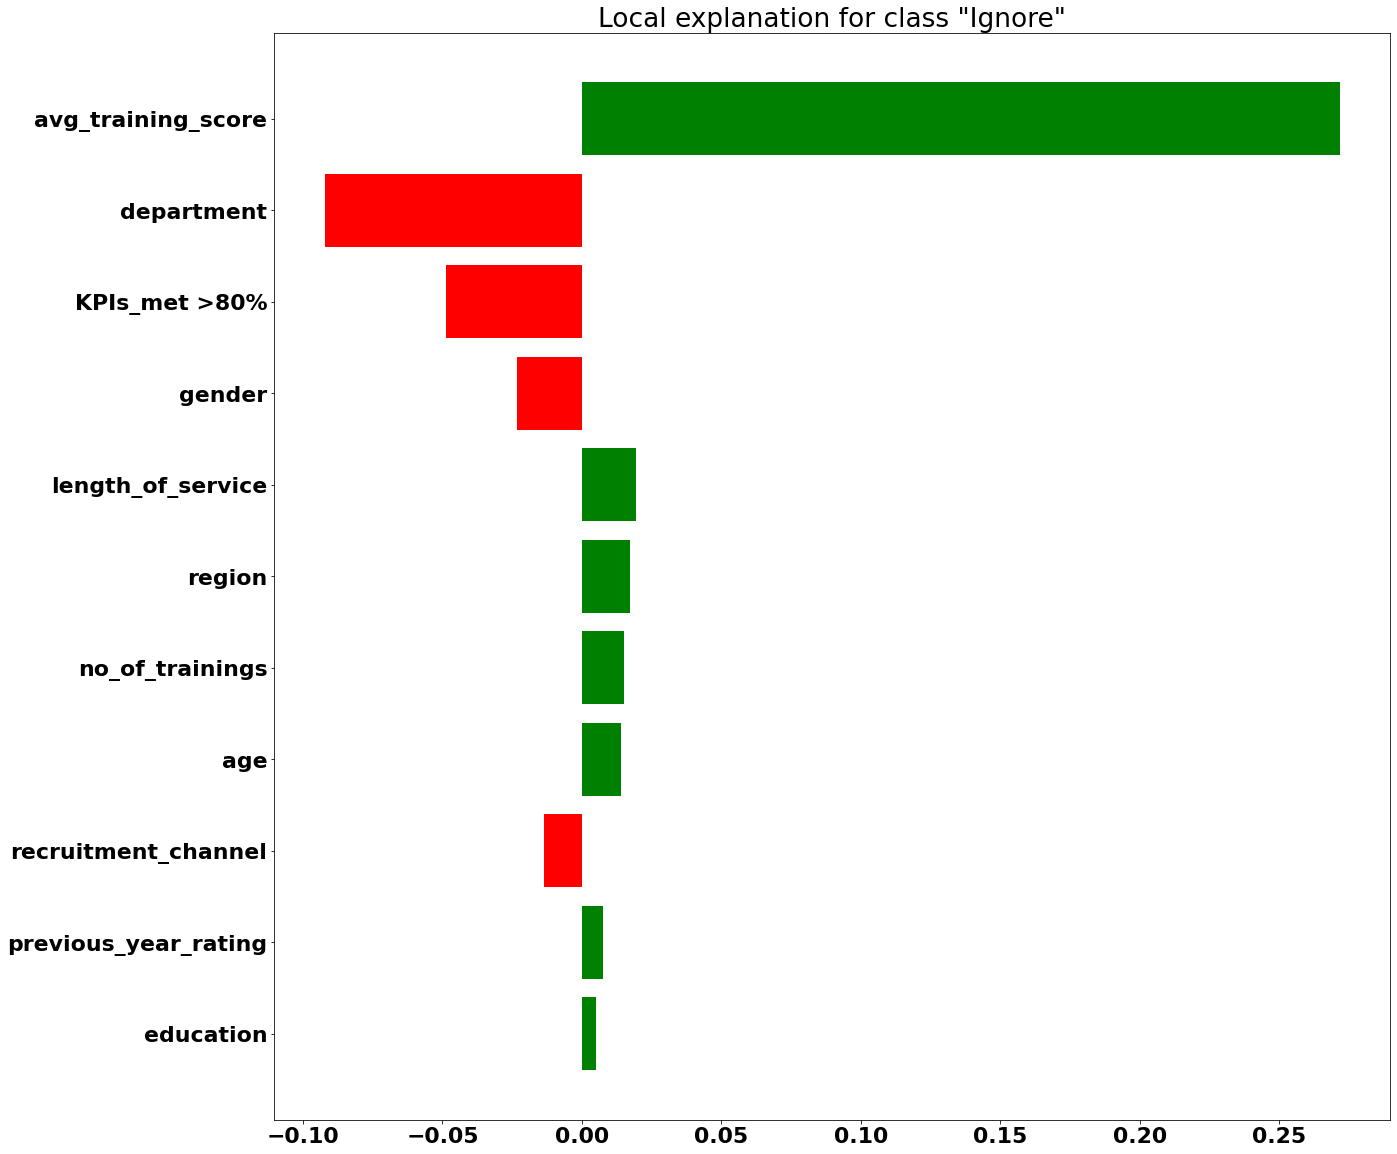 Local explanation for class "Ignore"
avg_training_score
department
KPIs_met >80%
gender
length_of_service
region
no_of_trainings
age
recruitment_channel
previous_year_rating
education
−0.10 −0.05 0.00 0.05 0.10 0.15 0.20 0.25